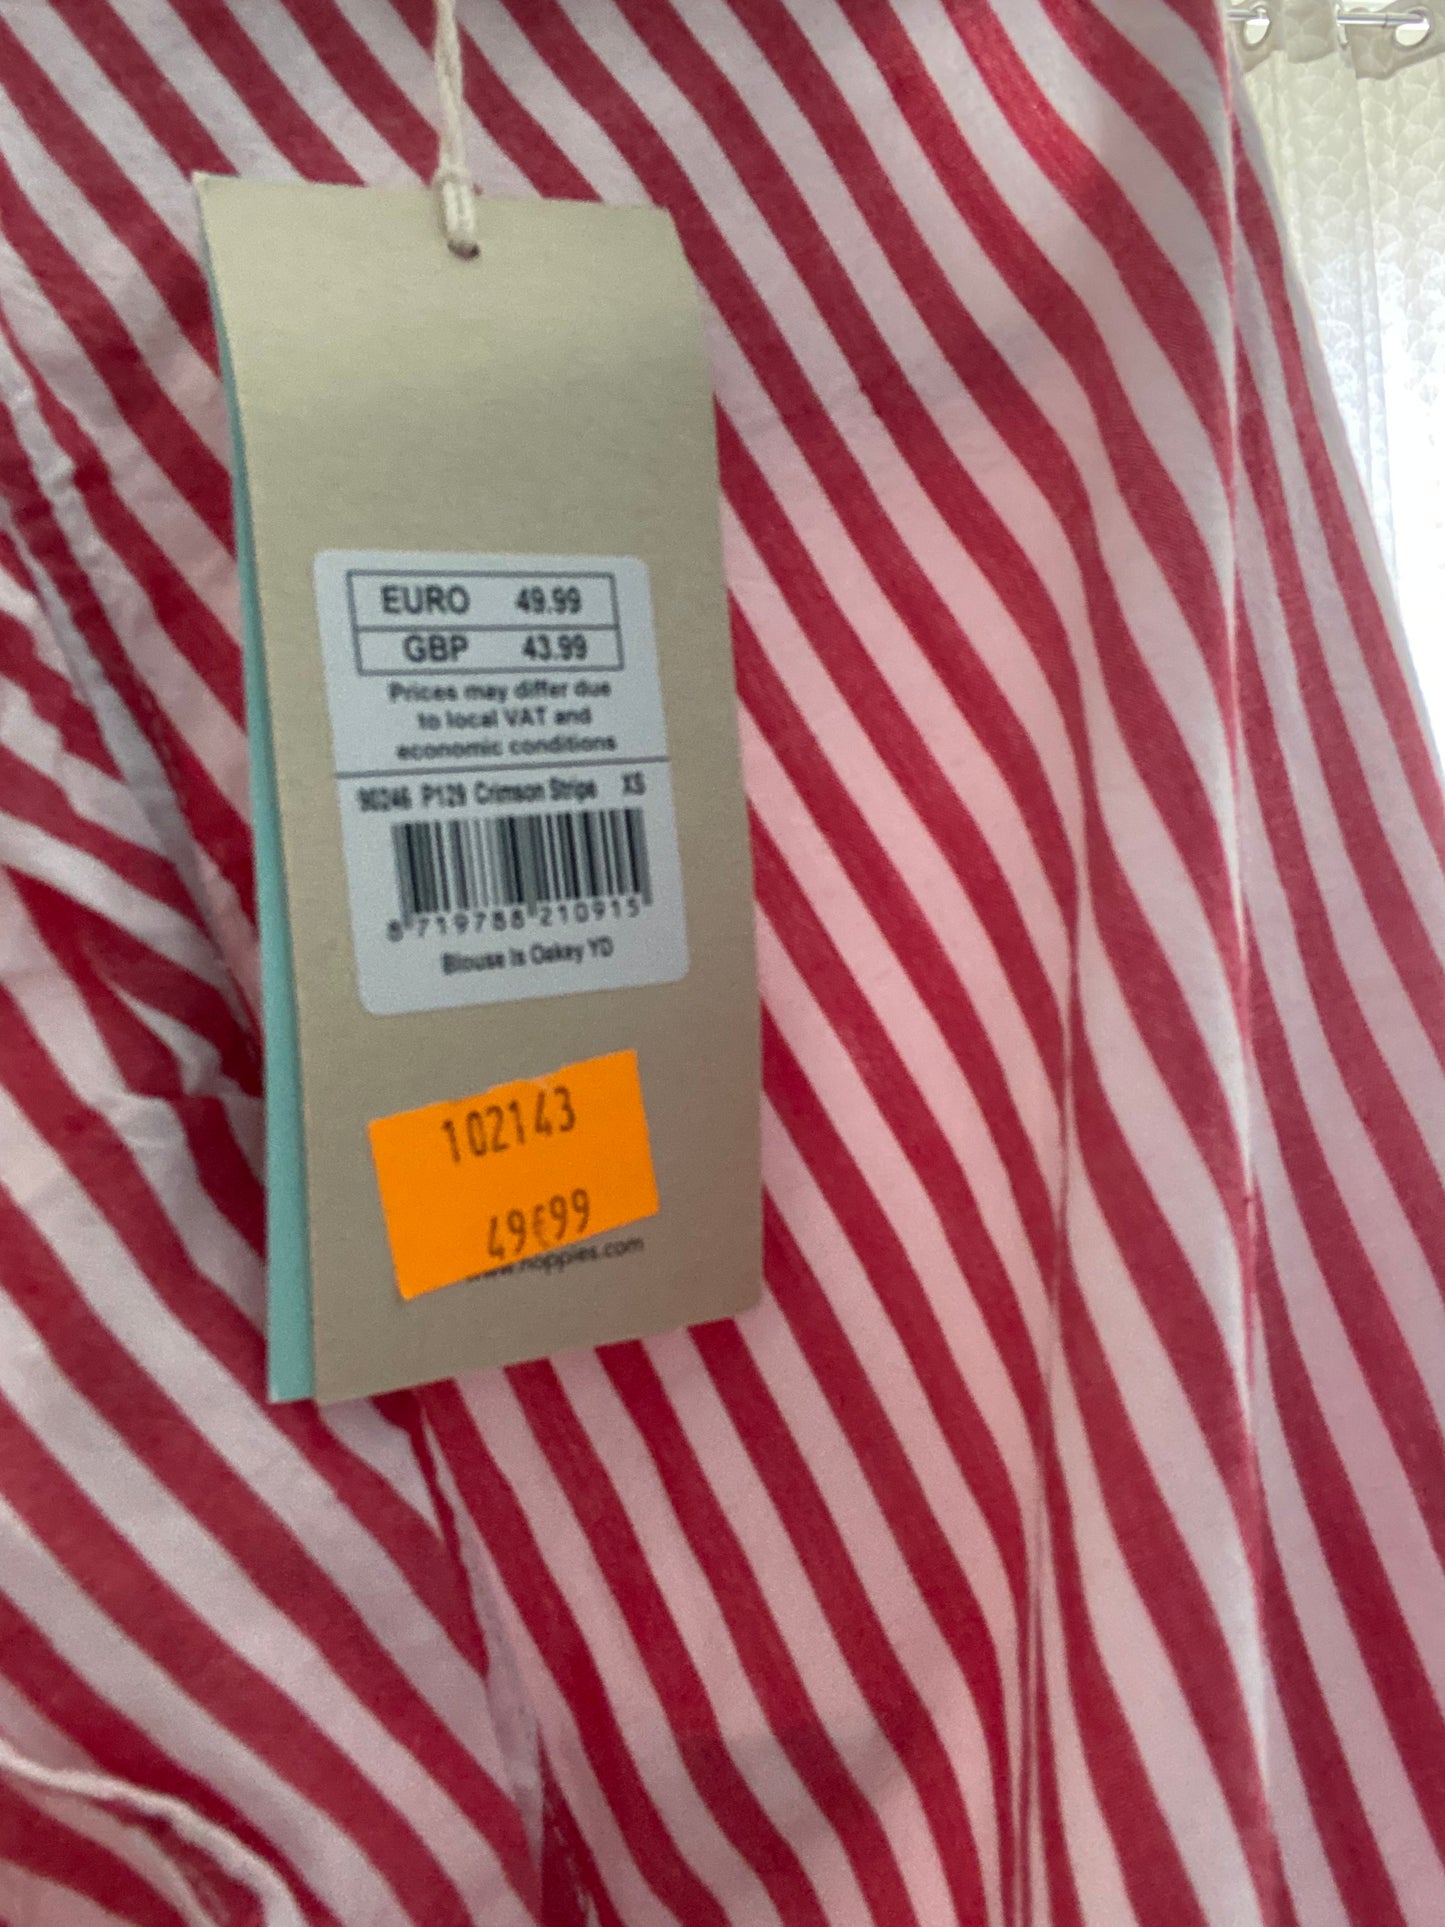 EURO 49.99
GBP 43.99
Prices may differ due
to local VAT and
economic conditions
90246 P129 Crimson Stripe XS
8 719788 210915
Blouse ls Oakey YD
102143
49€99
www.noppies.com